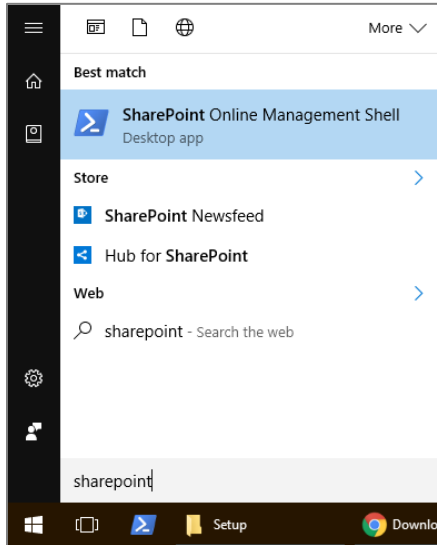 More
Best match
SharePoint Online Management Shell
Desktop app
Store
SharePoint Newsfeed
Hub for SharePoint
Web
sharepoint - Search the web
sharepoint
Setup
Downlo